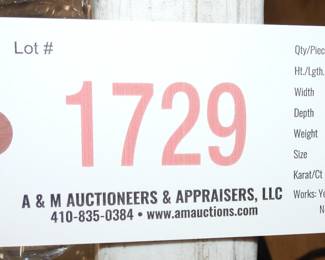 Lot #
1729
A & M AUCTIONEERS & APPRAISERS, LLC
410-835-0384 • www.amauctions.com
Qty/Piec
Ht./Lgth.
Width
Depth
Weight
Size
Karat/Ct
Works: Ye
N